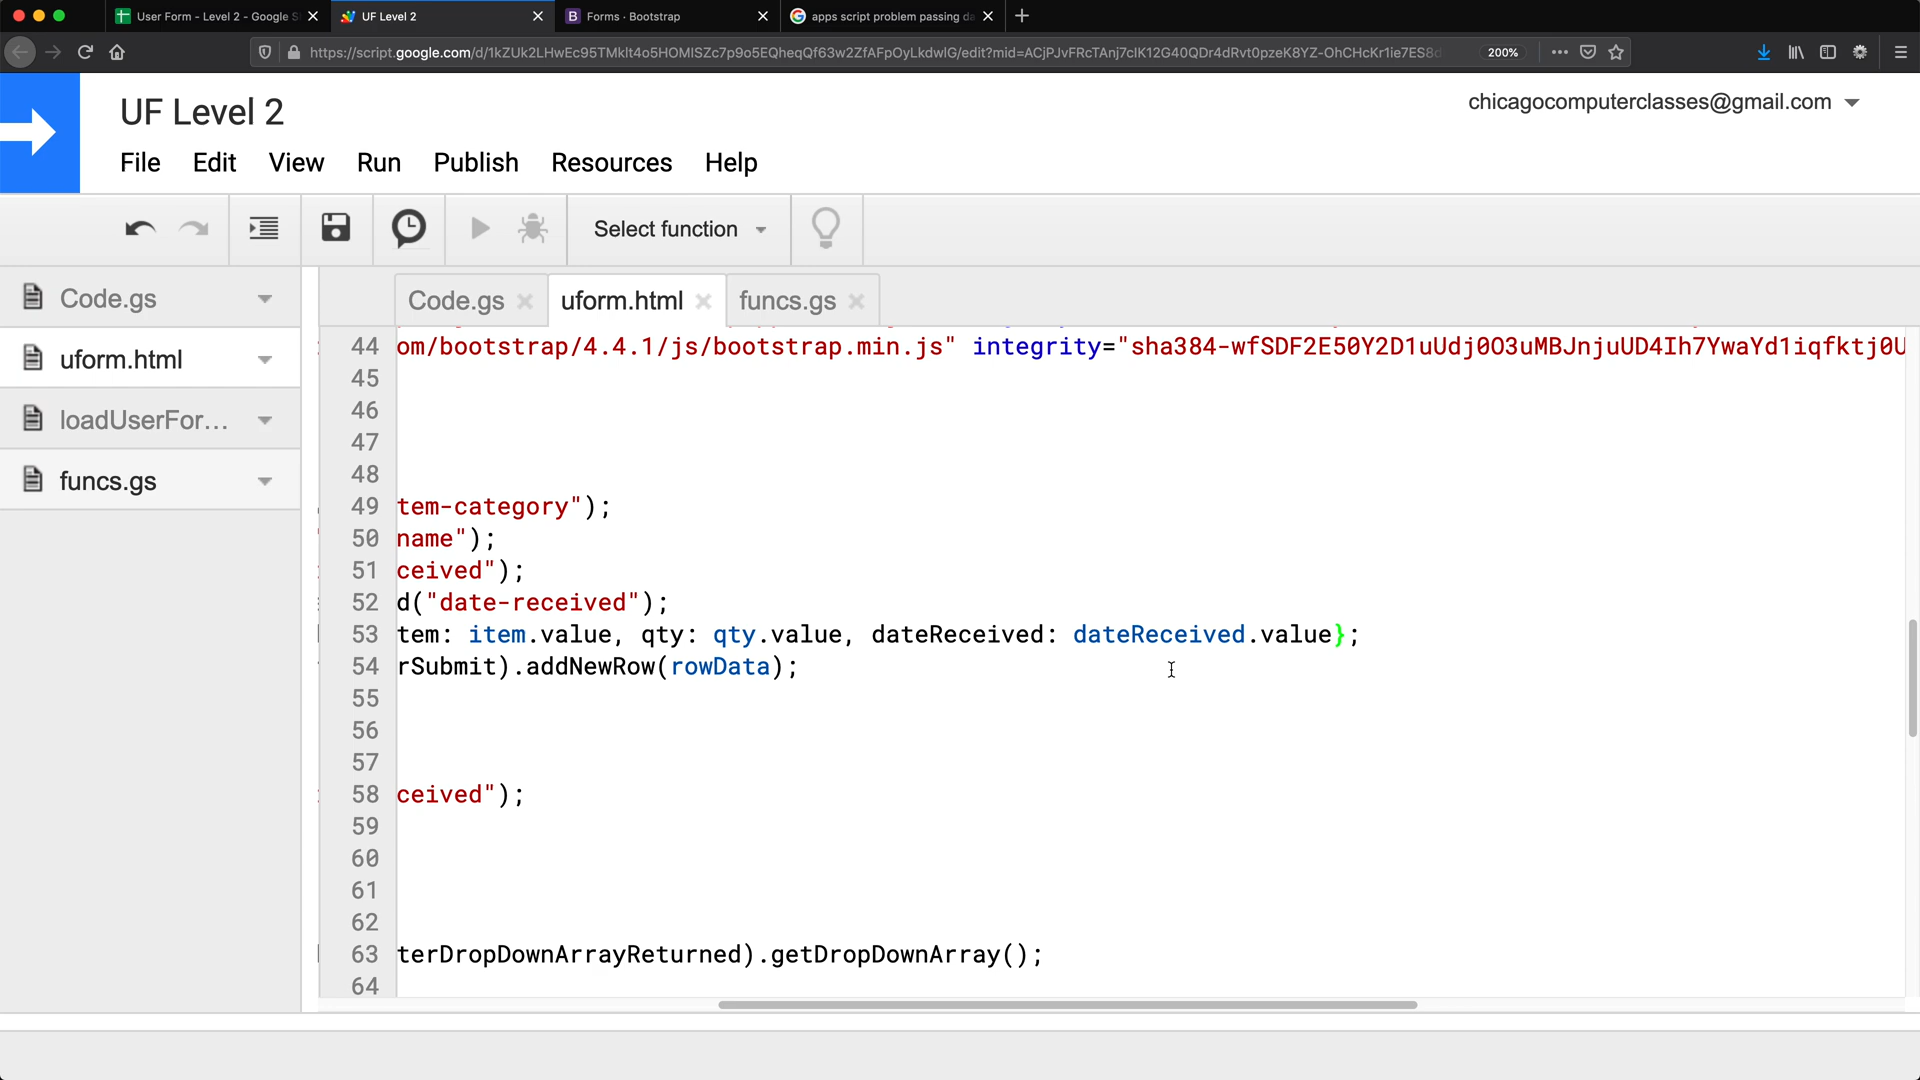 User Form - Level 2 - Google S
UF Level 2
Forms · Bootstrap
apps script problem passing da
https://script.google.com/d/1kZUk2LHwEc95TMklt4o5HOMISZc7p9o5EQheqQf63w2ZfAFpOyLkdwlG/edit?mid=ACjPJvFRcTAnj7clK12G40QDr4dRvt0pzeK8YZ-OhCHcKr1ie7ES8d
200%
UF Level 2
chicagocomputerclasses@gmail.com
File Edit View Run Publish Resources Help
Select function
Code.gs
uform.html
loadUserFor...
funcs.gs
Code.gs uform.html funcs.gs
44 om/bootstrap/4.4.1/js/bootstrap.min.js" integrity="sha384-wfSDF2E50Y2D1uUdj0O3uMBJnjuUD4Ih7YwaYd1iqfktj0U
45
46
47
48
49 tem-category");
50 name");
51 ceived");
52 d("date-received");
53 tem: item.value, qty: qty.value, dateReceived: dateReceived.value};
54 rSubmit).addNewRow(rowData);
55
56
57
58 ceived");
59
60
61
62
63 terDropDownArrayReturned).getDropDownArray();
64